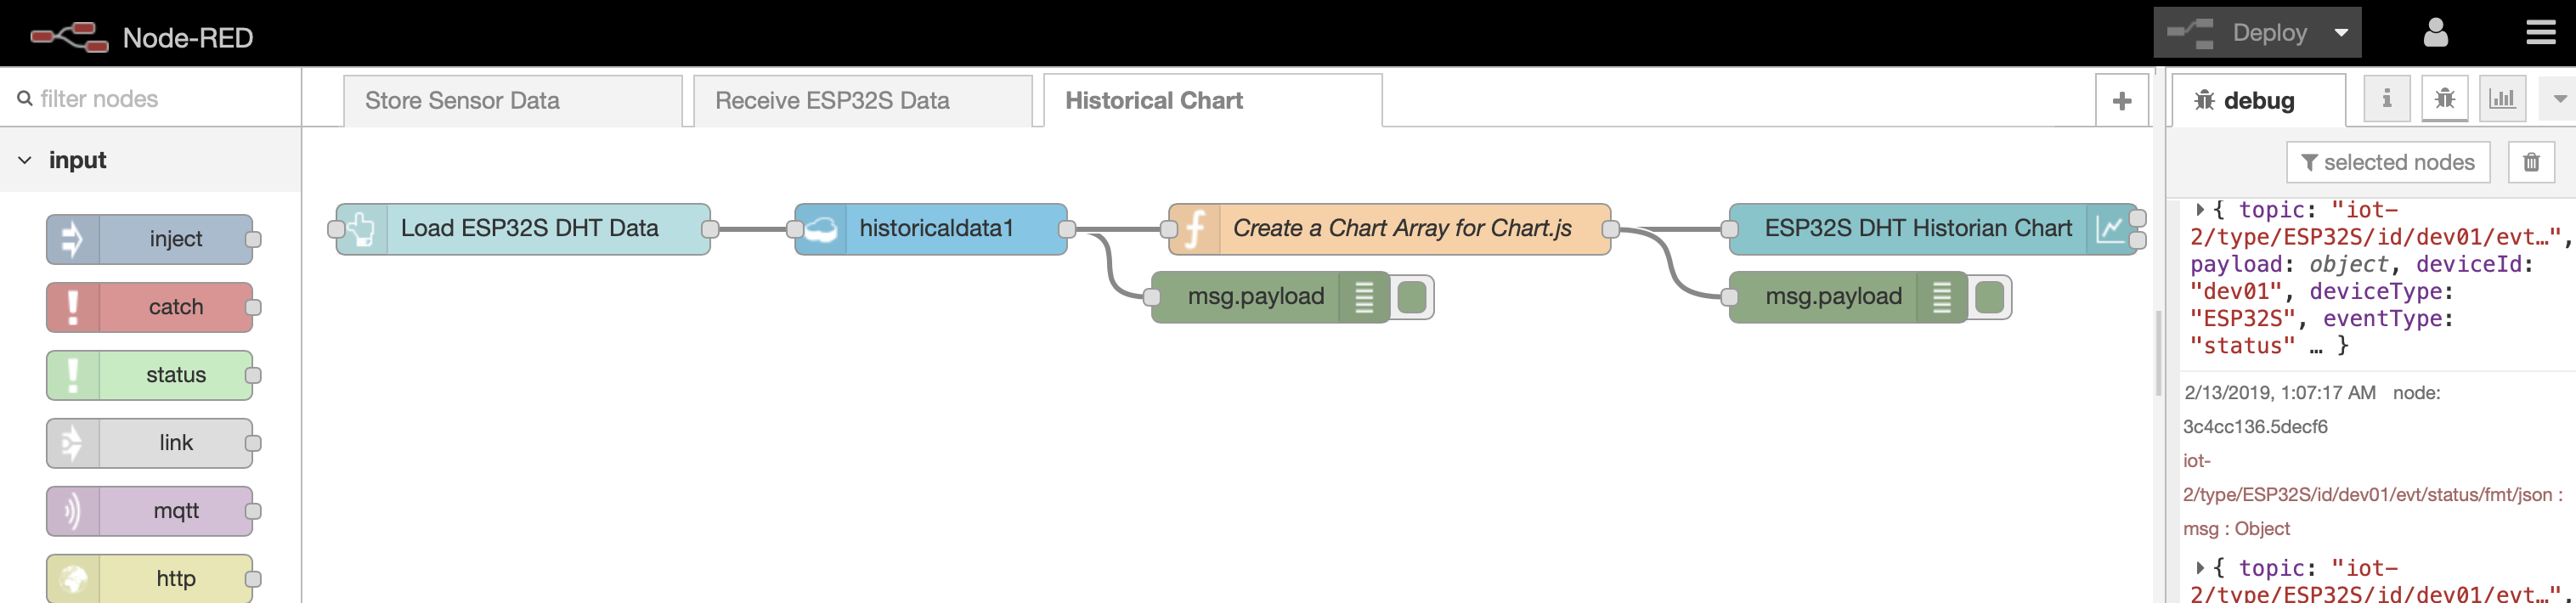 Node-RED
Deploy
filter nodes
Store Sensor Data
Receive ESP32S Data
Historical Chart
+
debug
i
input
selected nodes
inject
catch
status
link
mqtt
http
Load ESP32S DHT Data
historicaldata1
Create a Chart Array for Chart.js
ESP32S DHT Historian Chart
msg.payload
msg.payload
{ topic: "iot-
2/type/ESP32S/id/dev01/evt…",
payload: object, deviceId:
"dev01", deviceType:
"ESP32S", eventType:
"status" … }
2/13/2019, 1:07:17 AM node:
3c4cc136.5decf6
iot-
2/type/ESP32S/id/dev01/evt/status/fmt/json :
msg : Object
{ topic: "iot-
2/type/ESP32S/id/dev01/evt…",